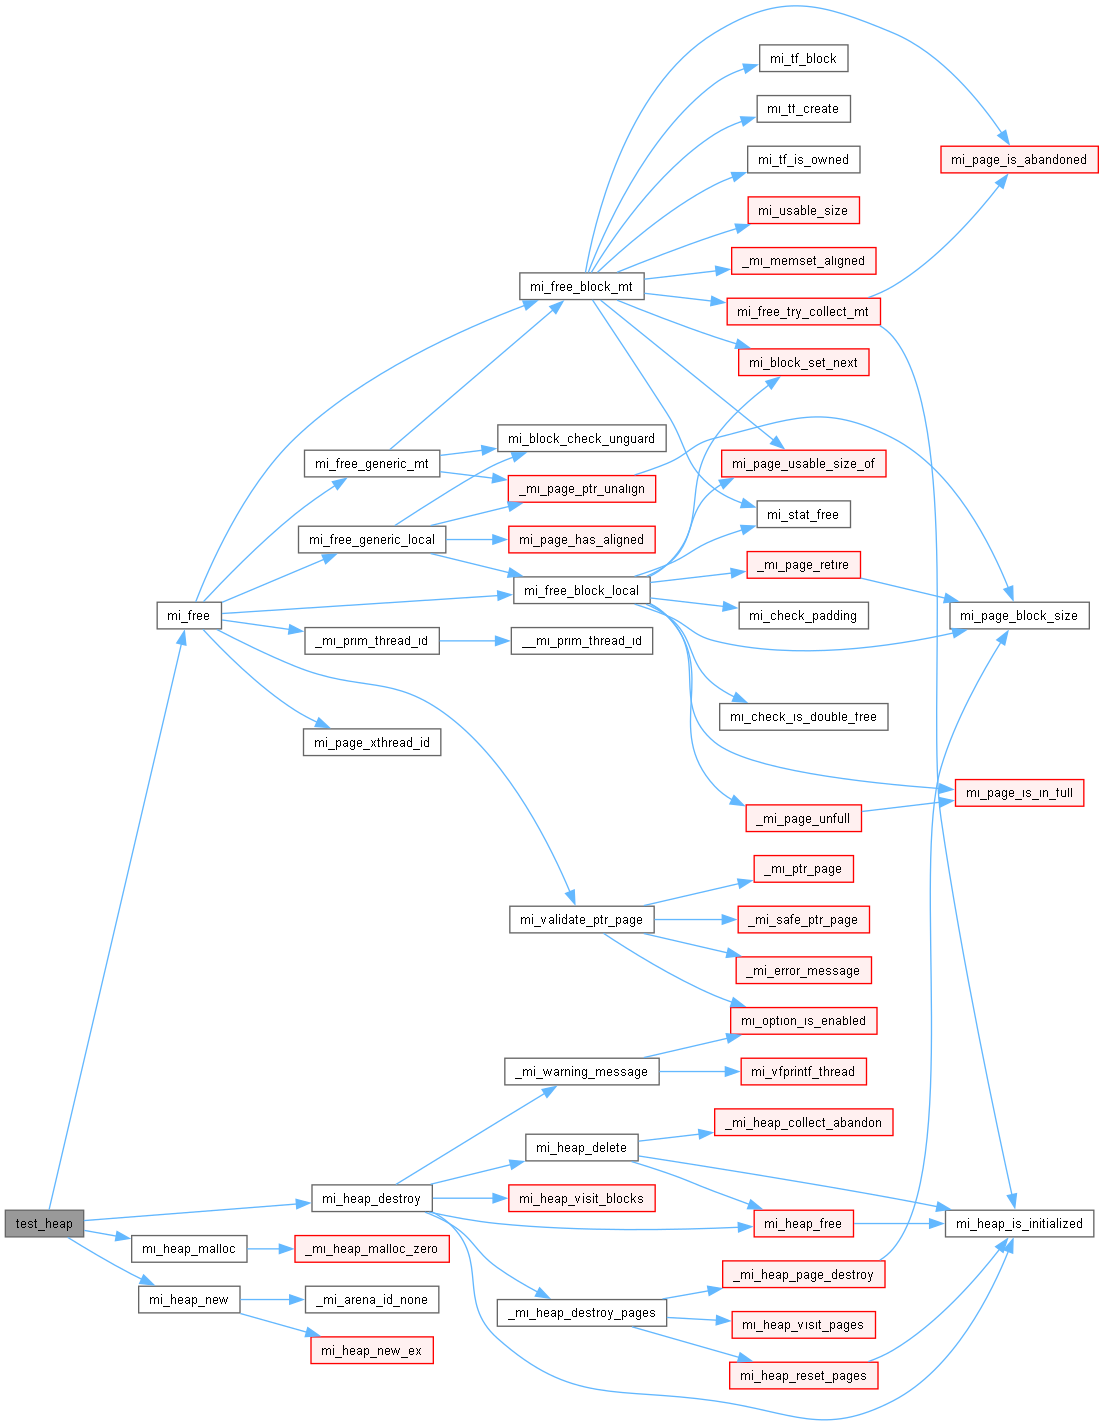 mi_tf_block
mi_tf_create
mi_tf_is_owned
mi_page_is_abandoned
mi_usable_size
_mi_memset_aligned
mi_free_block_mt
mi_free_try_collect_mt
mi_block_set_next
mi_block_check_unguard
mi_free_generic_mt
mi_page_usable_size_of
_mi_page_ptr_unalign
mi_stat_free
mi_free_generic_local
mi_page_has_aligned
_mi_page_retire
mi_free_block_local
mi_free
mi_check_padding
mi_page_block_size
_mi_prim_thread_id
__mi_prim_thread_id
mi_check_is_double_free
mi_page_xthread_id
mi_page_is_in_full
_mi_page_unfull
_mi_ptr_page
mi_validate_ptr_page
_mi_safe_ptr_page
_mi_error_message
mi_option_is_enabled
_mi_warning_message
mi_vfprintf_thread
_mi_heap_collect_abandon
mi_heap_delete
mi_heap_destroy
mi_heap_visit_blocks
test_heap
mi_heap_free
mi_heap_is_initialized
mi_heap_malloc
_mi_heap_malloc_zero
_mi_heap_page_destroy
mi_heap_new
_mi_arena_id_none
_mi_heap_destroy_pages
mi_heap_visit_pages
mi_heap_new_ex
mi_heap_reset_pages